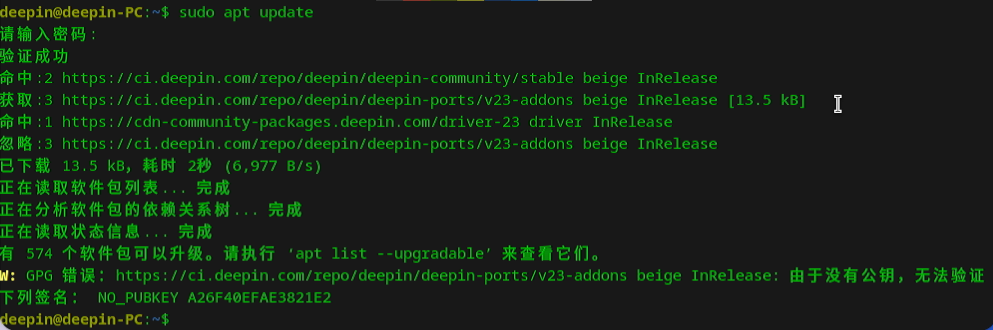 deepin@deepin-PC:~$ sudo apt update
请输入密码:
验证成功
命中:2 https://ci.deepin.com/repo/deepin/deepin-community/stable beige InRelease
获取:3 https://ci.deepin.com/repo/deepin/deepin-ports/v23-addons beige InRelease [13.5 kB]
命中:1 https://cdn-community-packages.deepin.com/driver-23 driver InRelease
忽略:3 https://ci.deepin.com/repo/deepin/deepin-ports/v23-addons beige InRelease
已下载 13.5 kB，耗时 2秒 (6,977 B/s)
正在读取软件包列表... 完成
正在分析软件包的依赖关系树... 完成
正在读取状态信息... 完成
有 574 个软件包可以升级。请执行 ‘apt list --upgradable’ 来查看它们。
W: GPG 错误：https://ci.deepin.com/repo/deepin/deepin-ports/v23-addons beige InRelease: 由于没有公钥，无法验证
下列签名： NO_PUBKEY A26F40EFAE3821E2
deepin@deepin-PC:~$